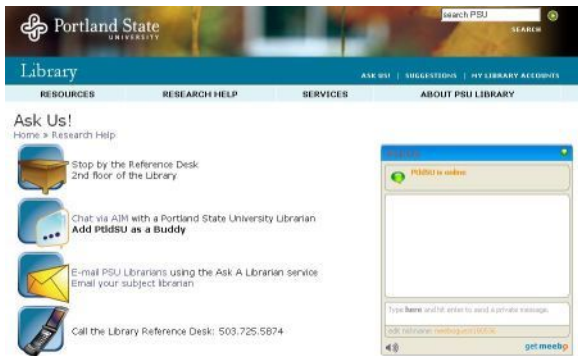 Portland State
UNIVERSITY
search PSU
SEARCH
Library
ASK US! | SUGGESTIONS | MY LIBRARY ACCOUNTS
RESOURCES RESEARCH HELP SERVICES ABOUT PSU LIBRARY
Ask Us!
Home » Research Help
Stop by the Reference Desk
2nd floor of the Library
Chat via AIM with a Portland State University Librarian
Add PtldSU as a Buddy
E-mail PSU Librarians using the Ask A Librarian service
Email your subject librarian
Call the Library Reference Desk: 503.725.5874
PtldSU is online
Type here and hit enter to send a private message.
edit nickname:
get meebo